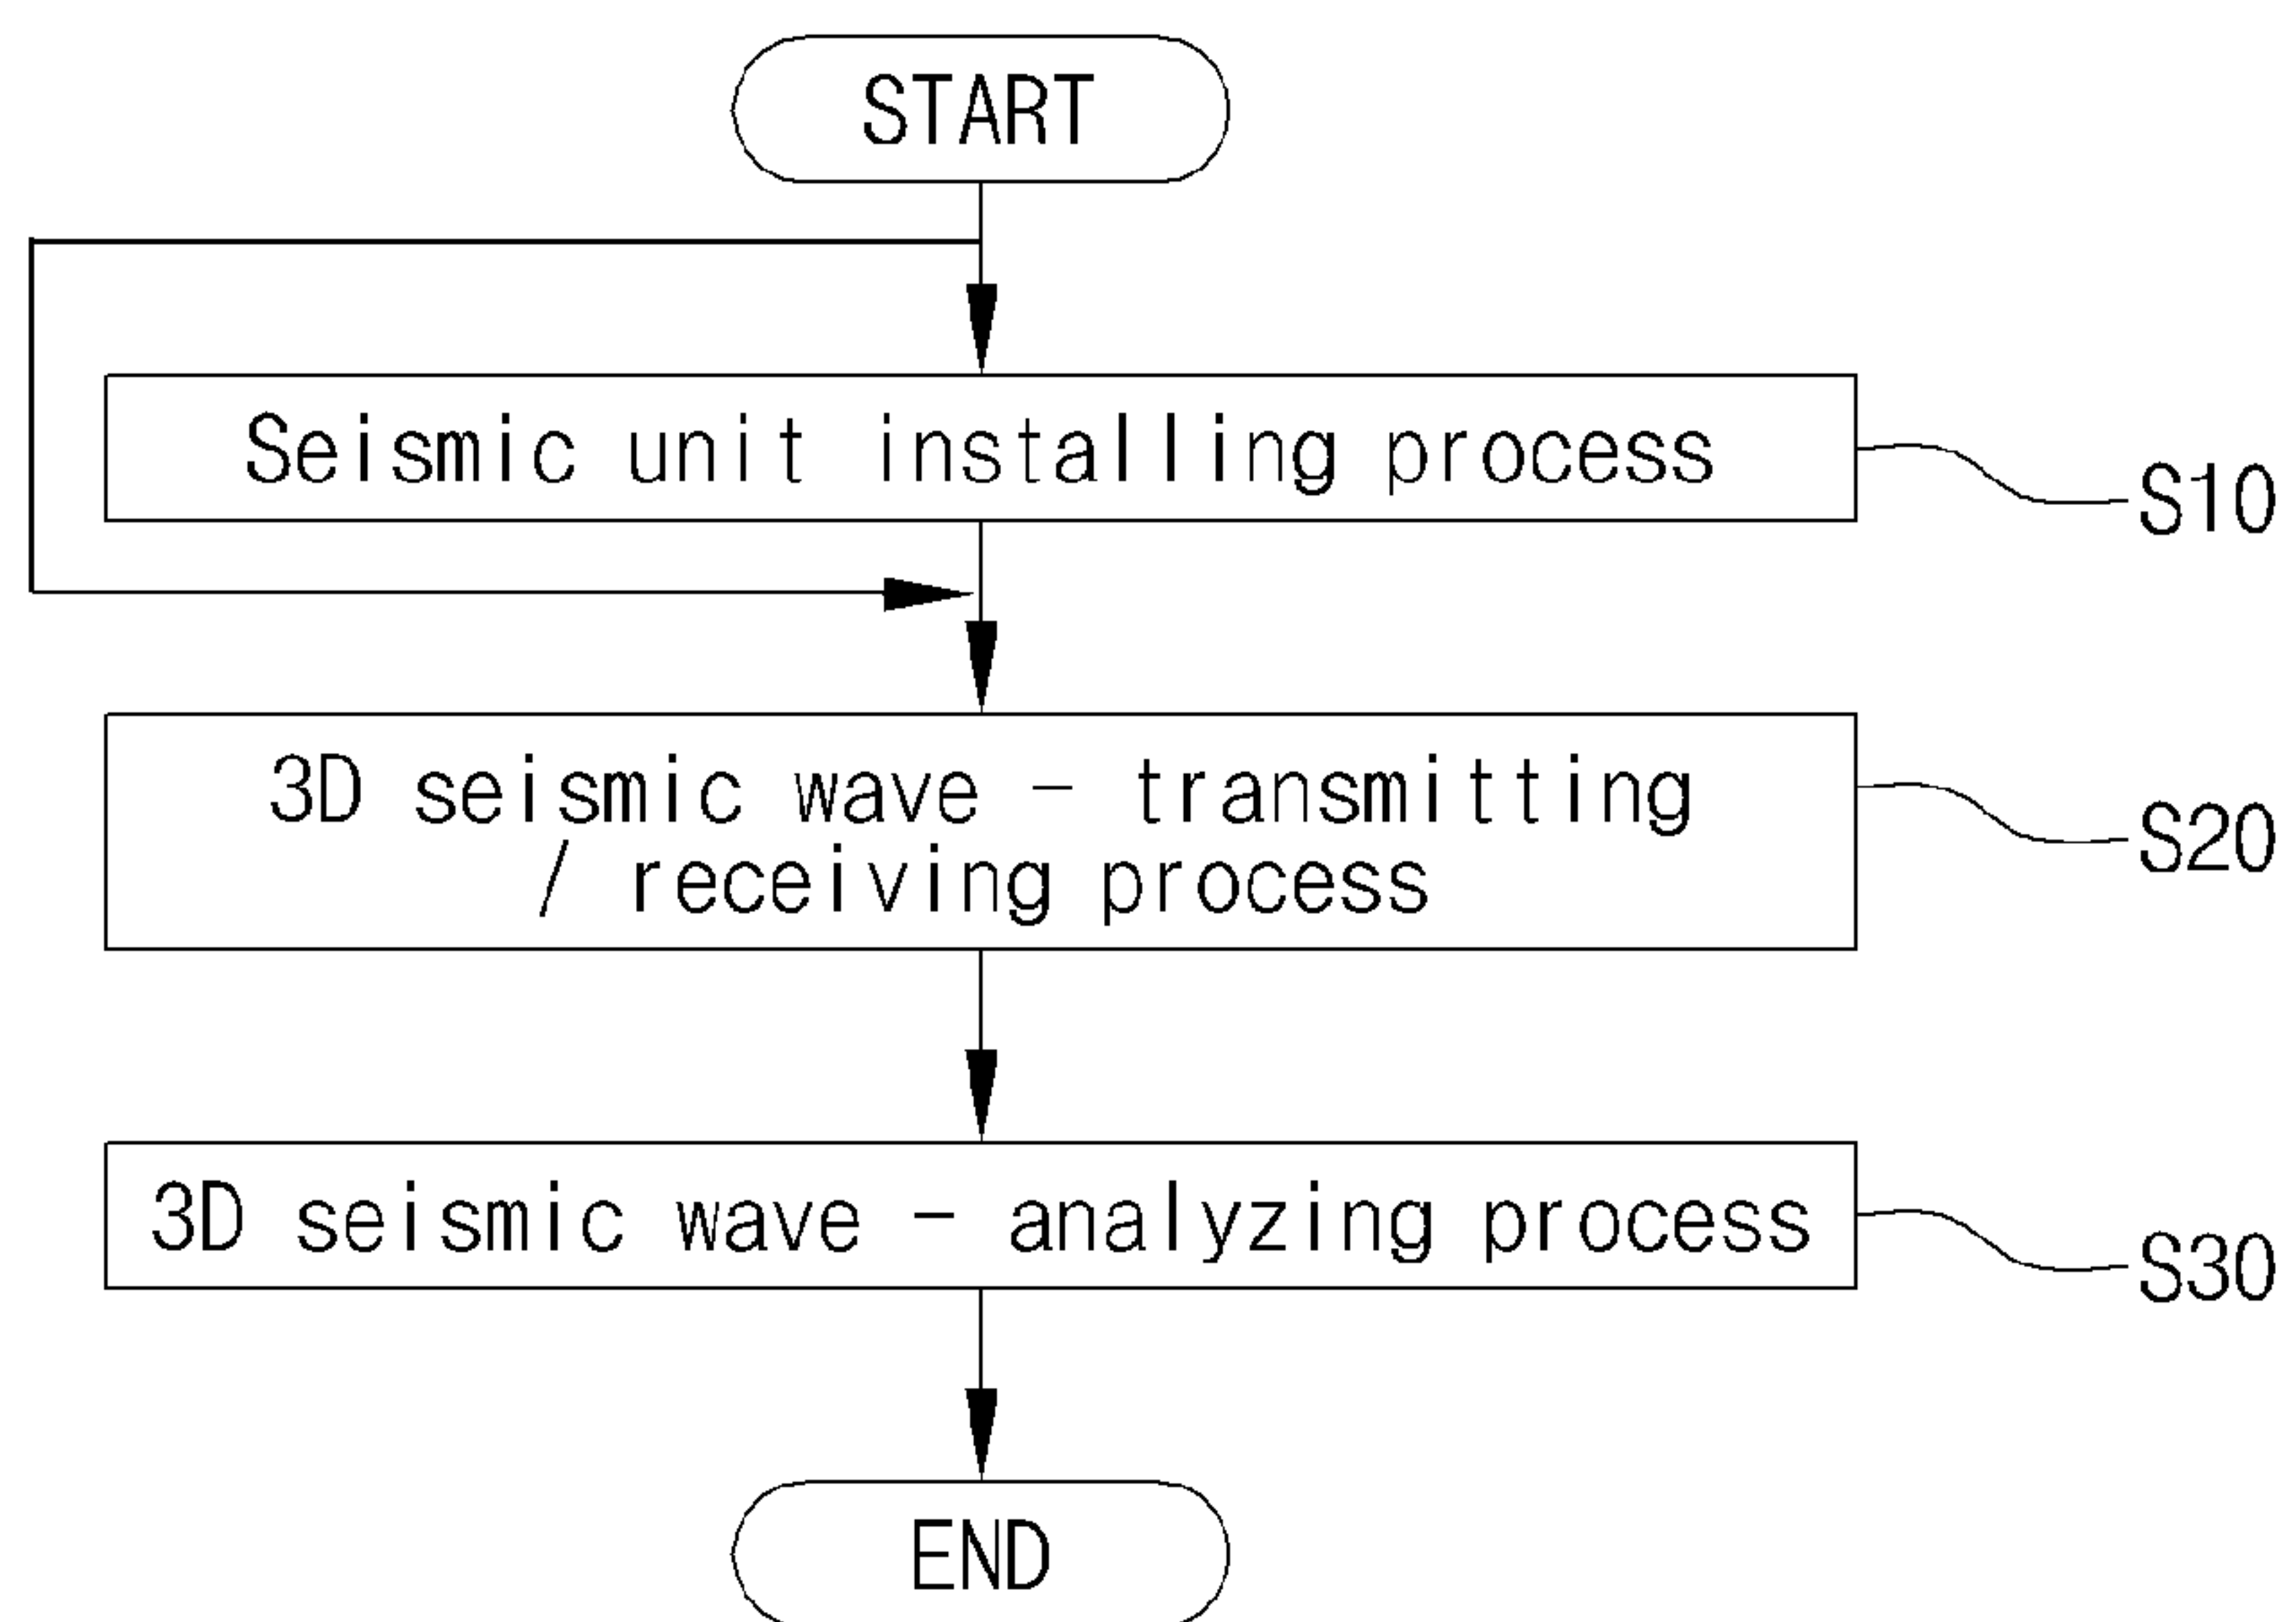 START
Seismic unit installing process
S10
3D seismic wave - transmitting
/ receiving process
S20
3D seismic wave - analyzing process
S30
END